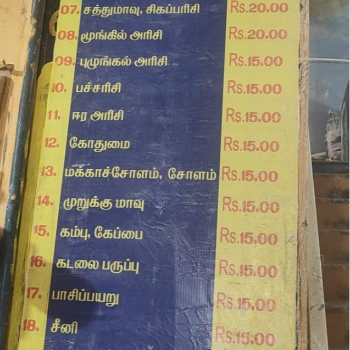 07. சத்துமாவு, சிகப்பரிசி Rs.20.00
08. மூங்கில் அரிசி Rs.20.00
09. புழுங்கல் அரிசி Rs.15.00
10. பச்சரிசி Rs.15.00
11. ஈர அரிசி Rs.15.00
12. கோதுமை Rs.15.00
13. மக்காச்சோளம், சோளம் Rs.15.00
14. முறுக்கு மாவு Rs.15.00
15. கம்பு, கேப்பை Rs.15.00
16. கடலை பருப்பு Rs.15.00
17. பாசிப்பயறு Rs.15.00
18. சீனி Rs.15.00